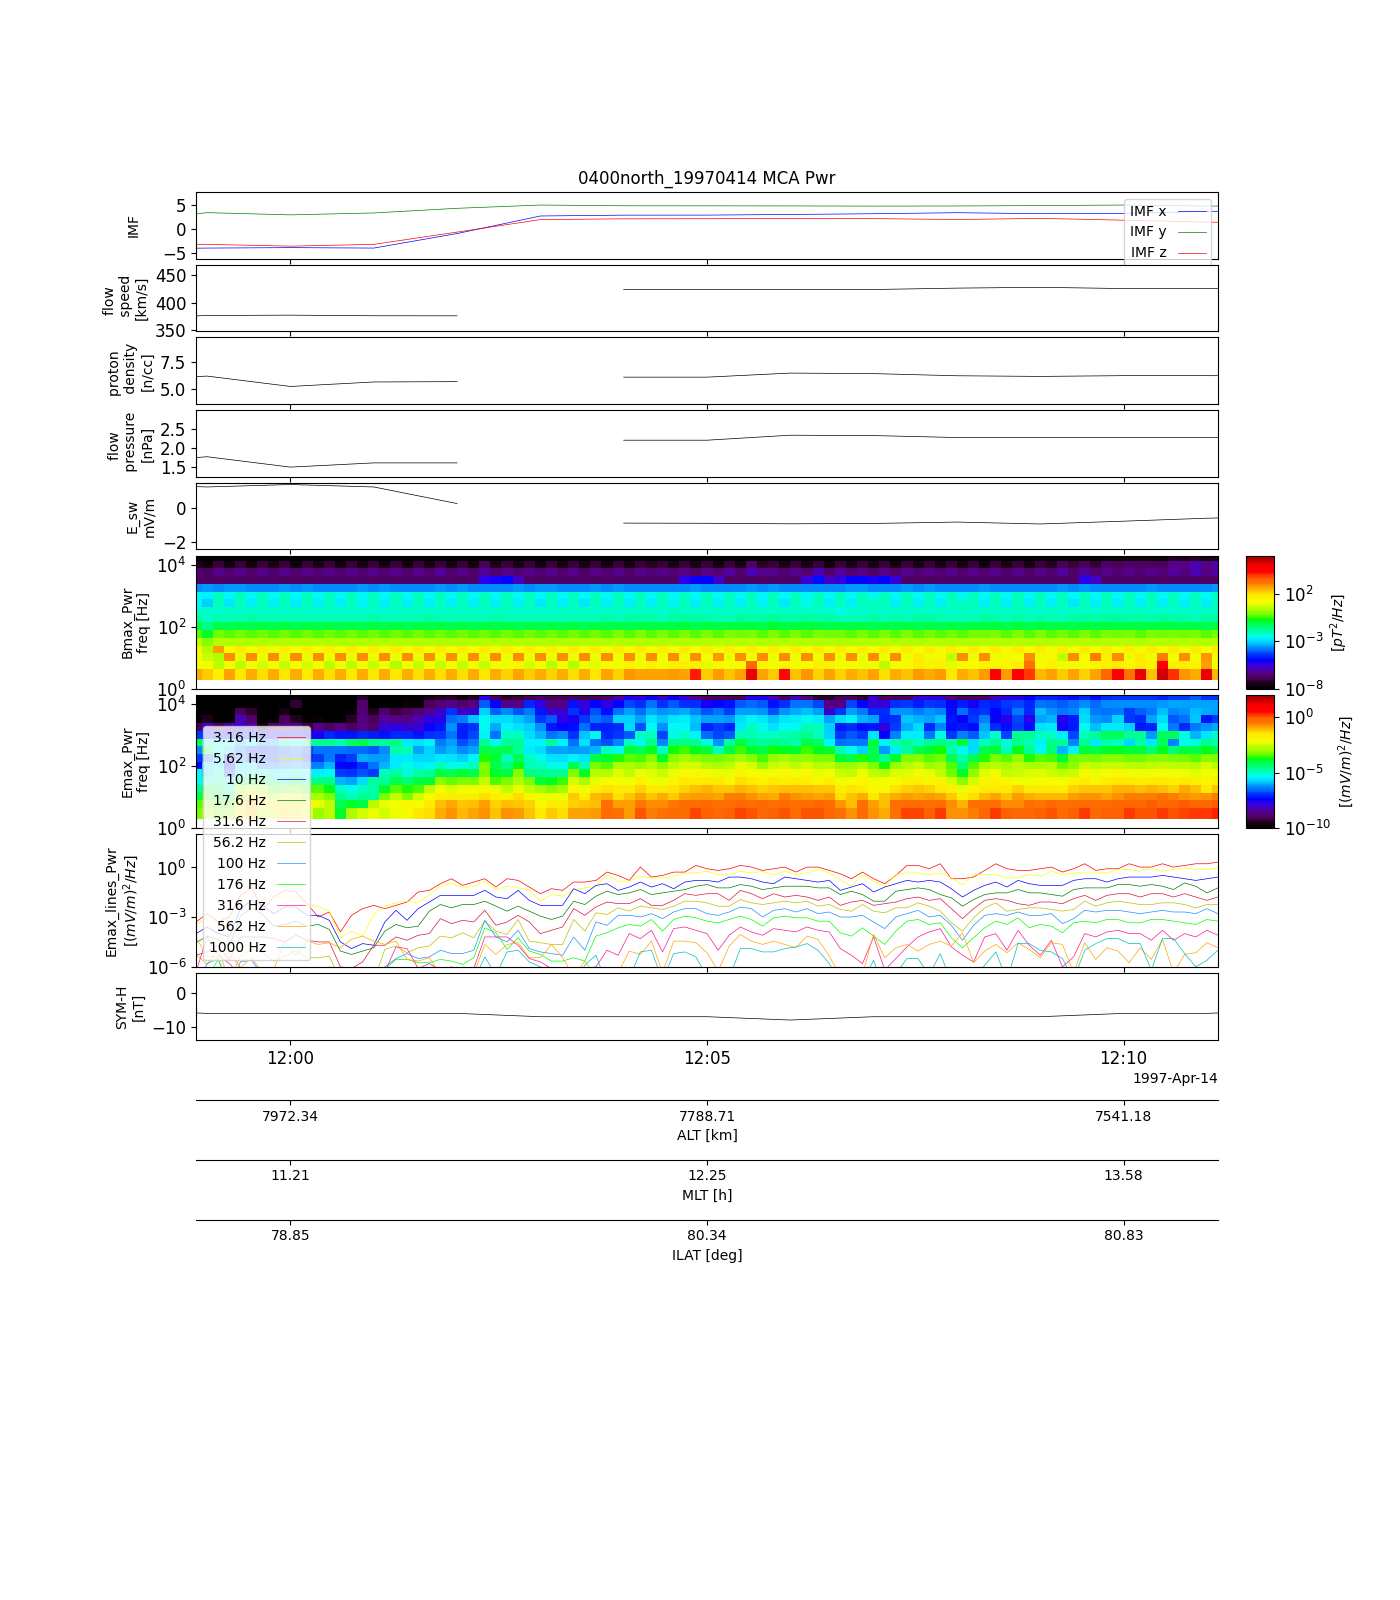 0400north_19970414 MCA Pwr
IMF
5
0
−5
IMF x
IMF y
IMF z
flow
speed
[km/s]
450
400
350
proton
density
[n/cc]
7.5
5.0
flow
pressure
[nPa]
2.5
2.0
1.5
E_sw
mV/m
0
−2
Bmax_Pwr
freq [Hz]
10^4
10^2
10^0
10^2
10^−3
10^−8
[pT^2/Hz]
Emax_Pwr
freq [Hz]
10^4
10^2
10^0
10^0
10^−5
10^−10
[(mV/m)^2/Hz]
3.16 Hz
5.62 Hz
10 Hz
17.6 Hz
31.6 Hz
56.2 Hz
100 Hz
176 Hz
316 Hz
562 Hz
1000 Hz
Emax_lines_Pwr
[(mV/m)^2/Hz]
10^0
10^−3
10^−6
SYM-H
[nT]
0
−10
12:00 12:05 12:10
1997-Apr-14
7972.34 7788.71 7541.18
ALT [km]
11.21 12.25 13.58
MLT [h]
78.85 80.34 80.83
ILAT [deg]